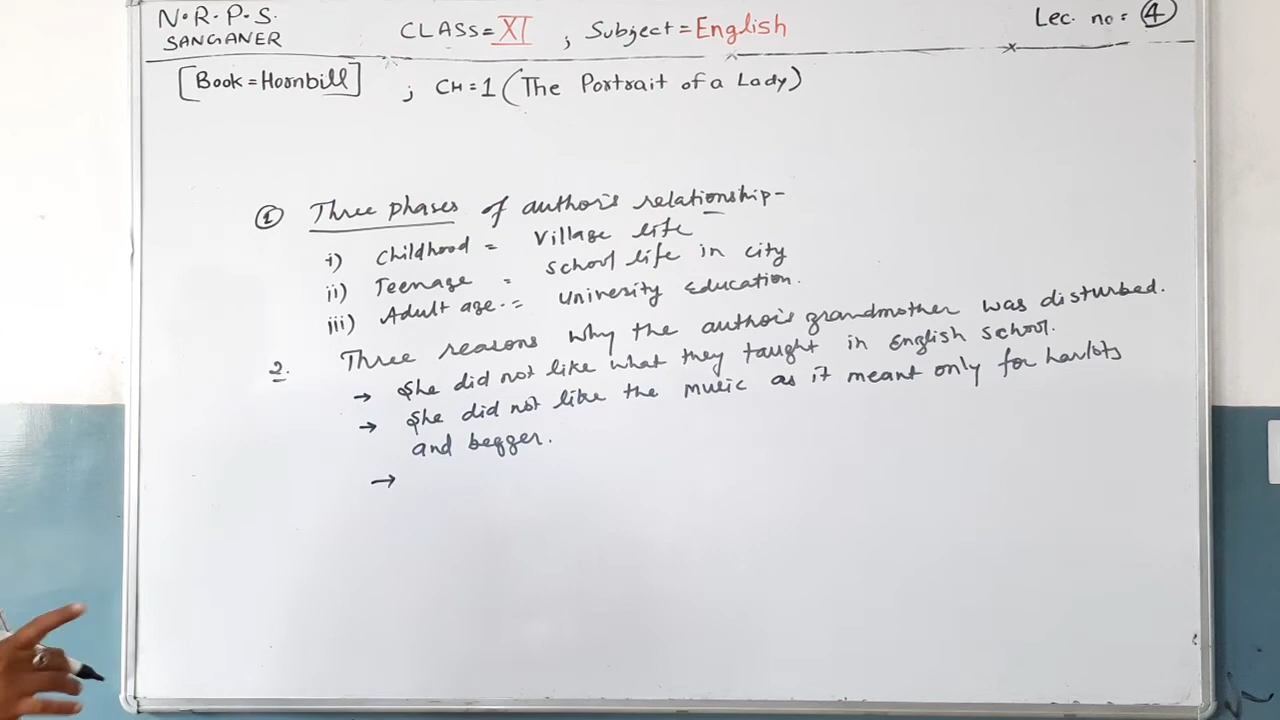 N.R.P.S.
SANGANER
CLASS = XI ; Subject = English
Lec. no: 4
[Book = Hornbill] ; CH = 1 (The Portrait of a Lady)
① Three phases of author's relationship-
i) Childhood = Village life
ii) Teenage = School life in city
iii) Adult age = University Education.
2. Three reasons why the author's grandmother was disturbed.
→ She did not like what they taught in English school.
→ She did not like the music as it meant only for harlots
and begger.
→